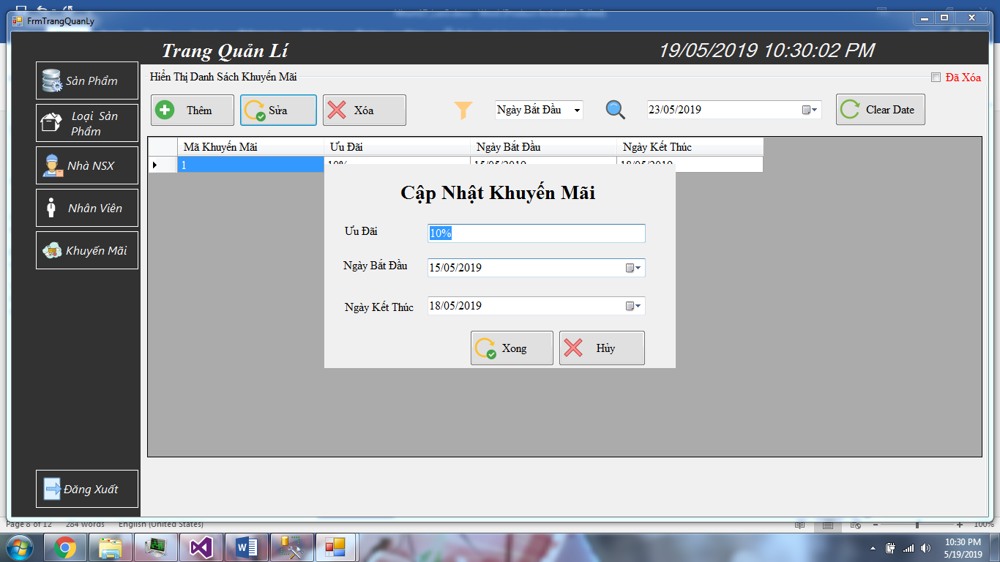 FrmTrangQuanLy
Trang Quản Lí
19/05/2019 10:30:02 PM
Sản Phẩm
Loại Sản
Phẩm
Nhà NSX
Nhân Viên
Khuyến Mãi
Đăng Xuất
Hiển Thị Danh Sách Khuyến Mãi
Đã Xóa
Thêm
Sửa
Xóa
Ngày Bắt Đầu
23/05/2019
Clear Date
Mã Khuyến Mãi Ưu Đãi Ngày Bắt Đầu Ngày Kết Thúc
1 10% 15/05/2019 18/05/2019
Cập Nhật Khuyến Mãi
Ưu Đãi 10%
Ngày Bắt Đầu 15/05/2019
Ngày Kết Thúc 18/05/2019
Xong Hủy
Page 8 of 12 284 words English (United States) 100%
10:30 PM
5/19/2019